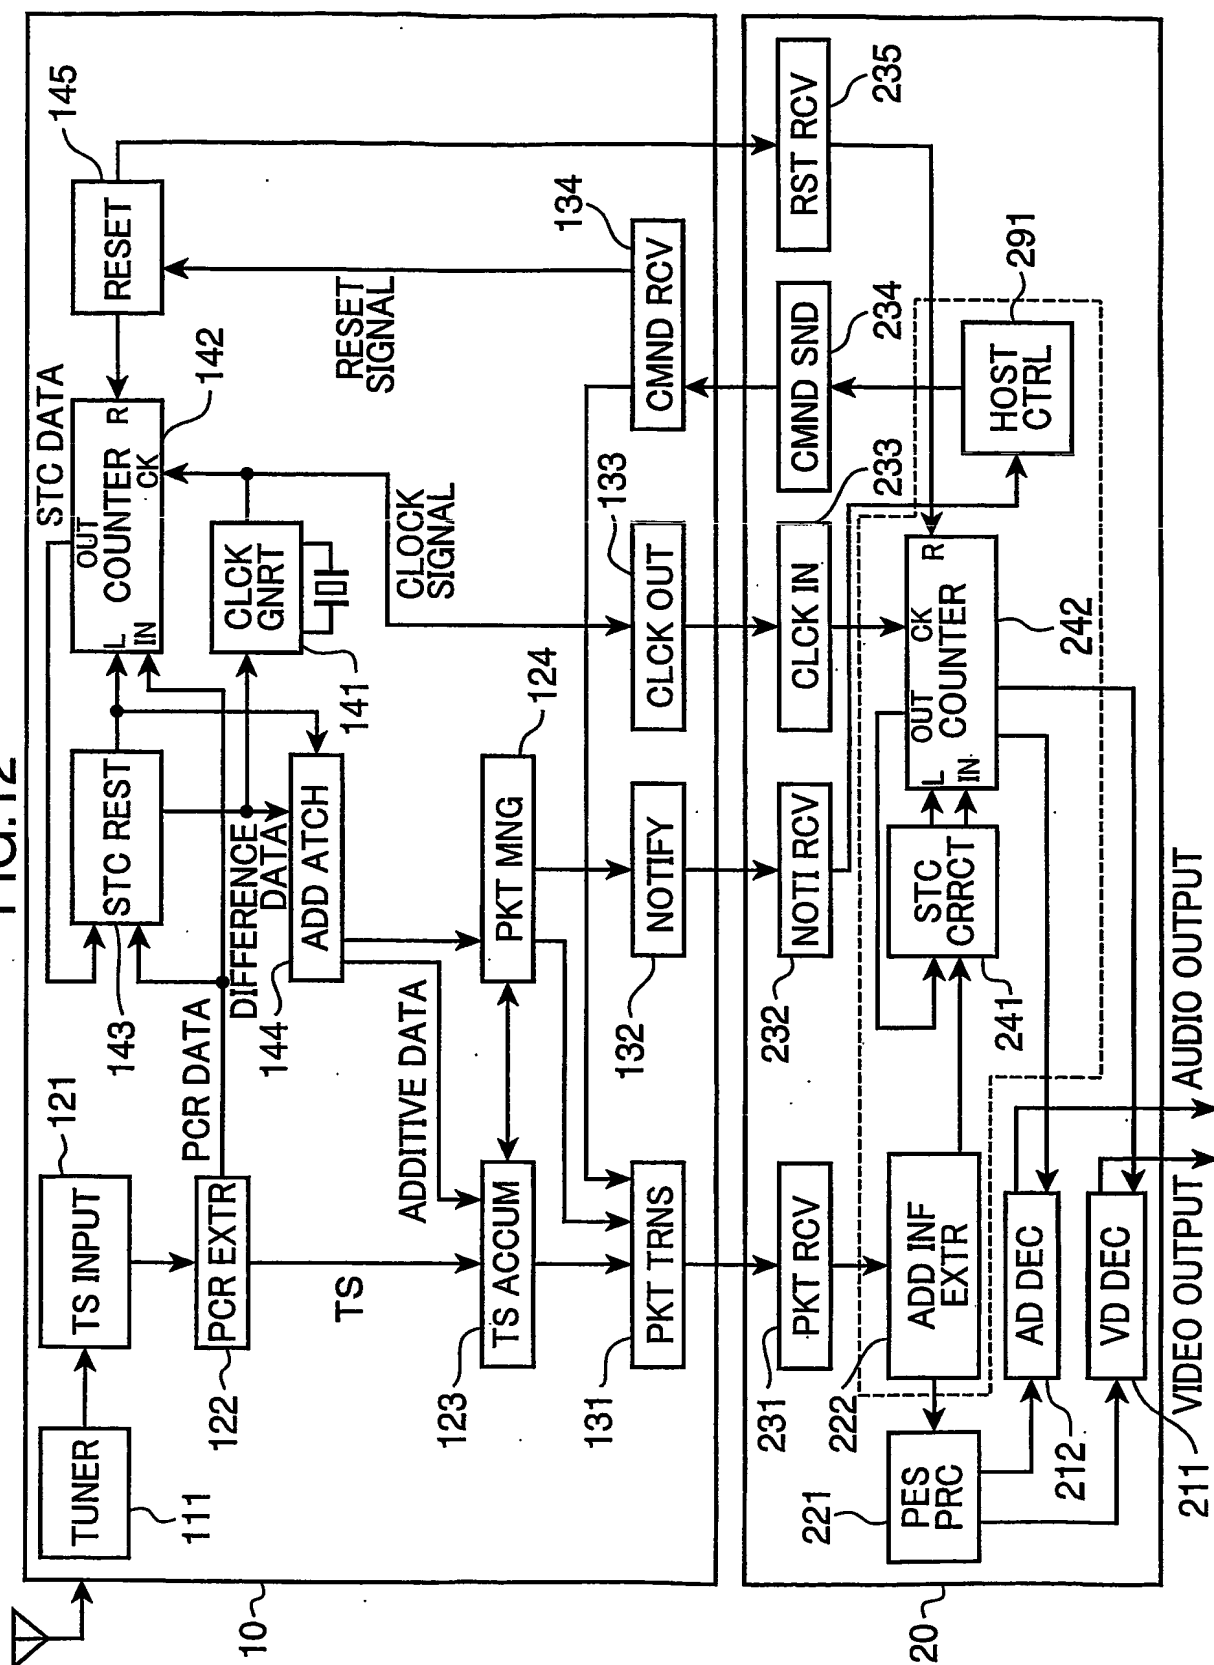 FIG.12
10
TUNER
111
TS INPUT
121
PCR EXTR
122
PCR DATA
TS
STC REST
143
DIFFERENCE
DATA
ADD ATCH
144
ADDITIVE DATA
STC DATA
OUT
L
COUNTER
R
IN
CK
142
RESET
145
CLCK
GNRT
141
CLOCK
SIGNAL
RESET
SIGNAL
TS ACCUM
123
PKT MNG
124
PKT TRNS
131
NOTIFY
132
CLCK OUT
133
CMND RCV
134
20
PKT RCV
231
NOTI RCV
232
CLCK IN
233
CMND SND
234
RST RCV
235
PES
PRC
221
ADD INF
EXTR
222
STC
CRRCT
241
OUT
CK
L
COUNTER
R
IN
242
HOST
CTRL
291
AD DEC
212
VD DEC
211
VIDEO OUTPUT
AUDIO OUTPUT